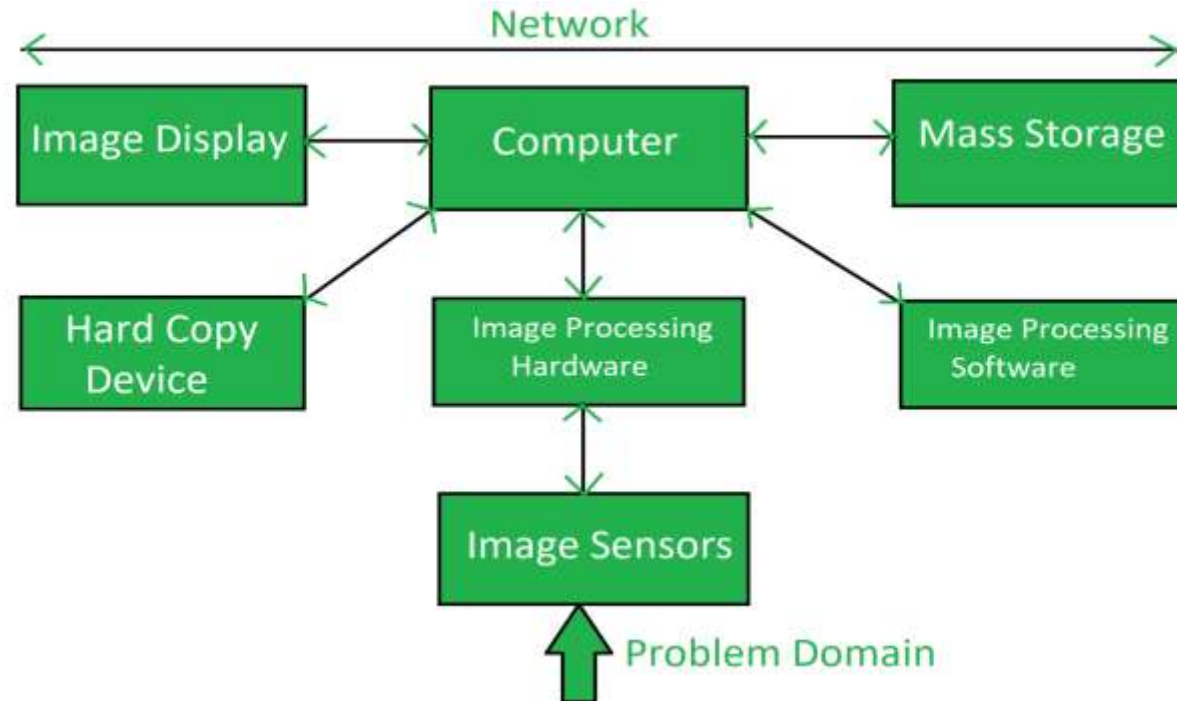 Network
Image Display
Computer
Mass Storage
Hard Copy
Device
Image Processing
Hardware
Image Processing
Software
Image Sensors
Problem Domain